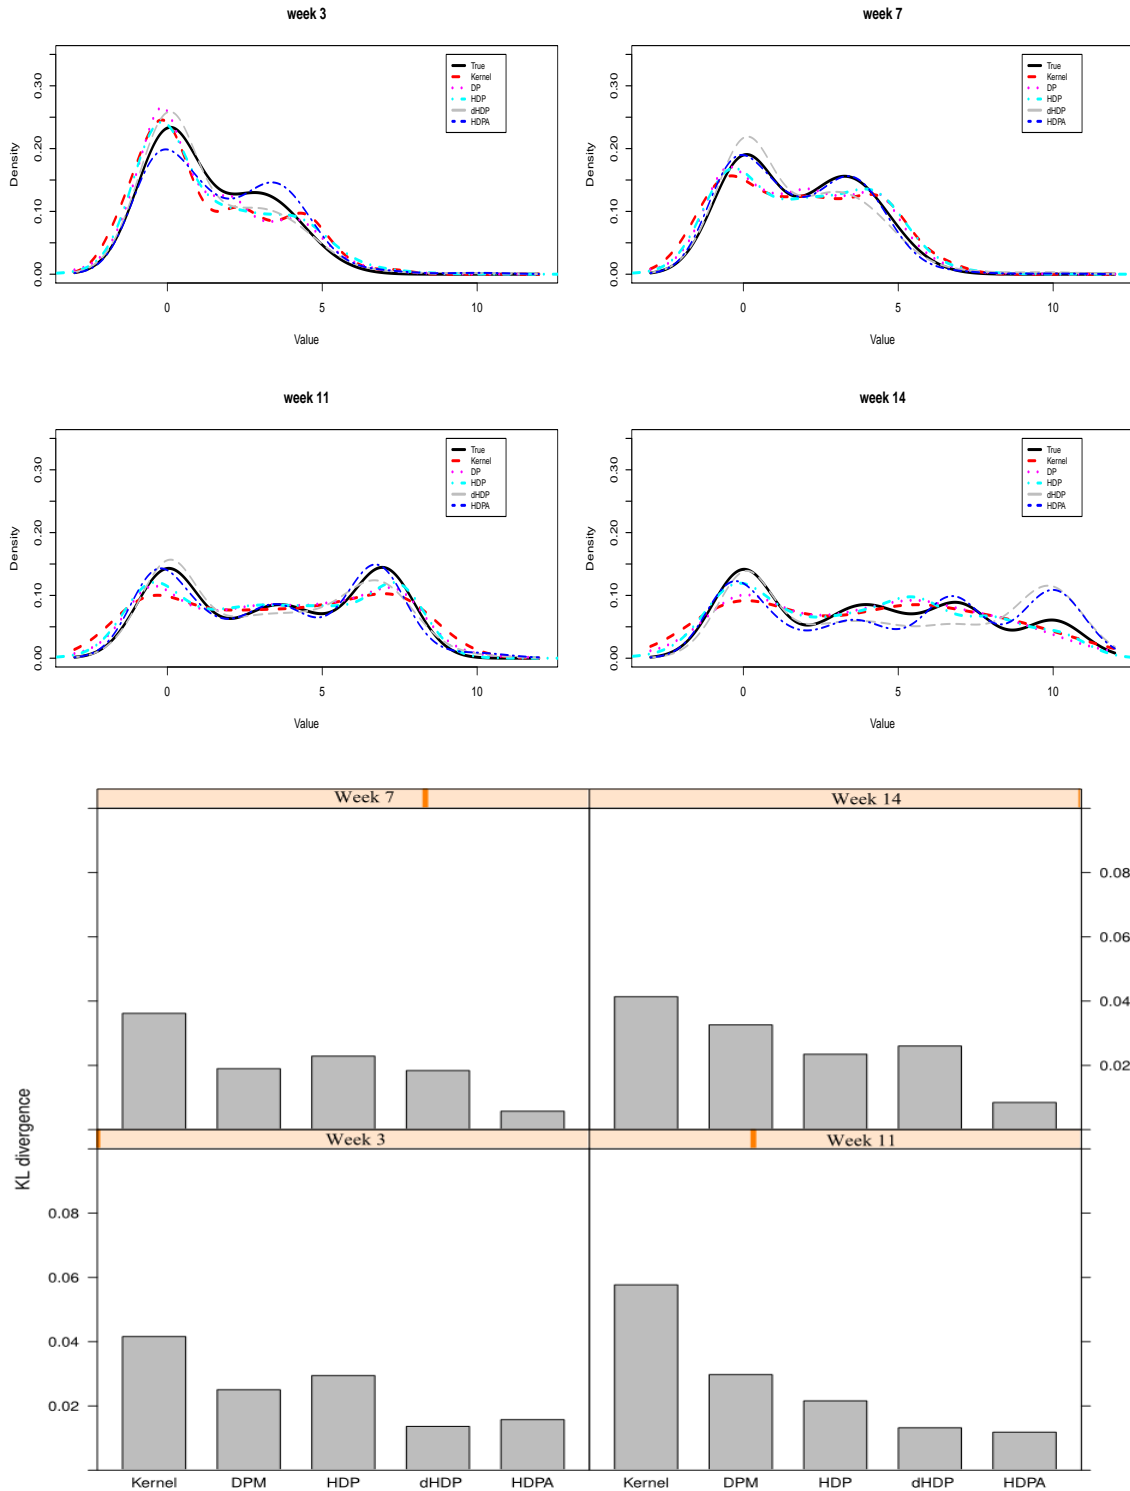 week 3
0.30
0.20
0.10
0.00
Density
True
Kernel
DP
HDP
dHDP
HDPA
0 5 10
Value
week 7
0.30
0.20
0.10
0.00
Density
True
Kernel
DP
HDP
dHDP
HDPA
0 5 10
Value
week 11
0.30
0.20
0.10
0.00
Density
True
Kernel
DP
HDP
dHDP
HDPA
0 5 10
Value
week 14
0.30
0.20
0.10
0.00
Density
True
Kernel
DP
HDP
dHDP
HDPA
0 5 10
Value
KL divergence
Week 7
Week 14
0.08
0.06
0.04
0.02
Week 3
Week 11
0.08
0.06
0.04
0.02
Kernel DPM HDP dHDP HDPA
Kernel DPM HDP dHDP HDPA